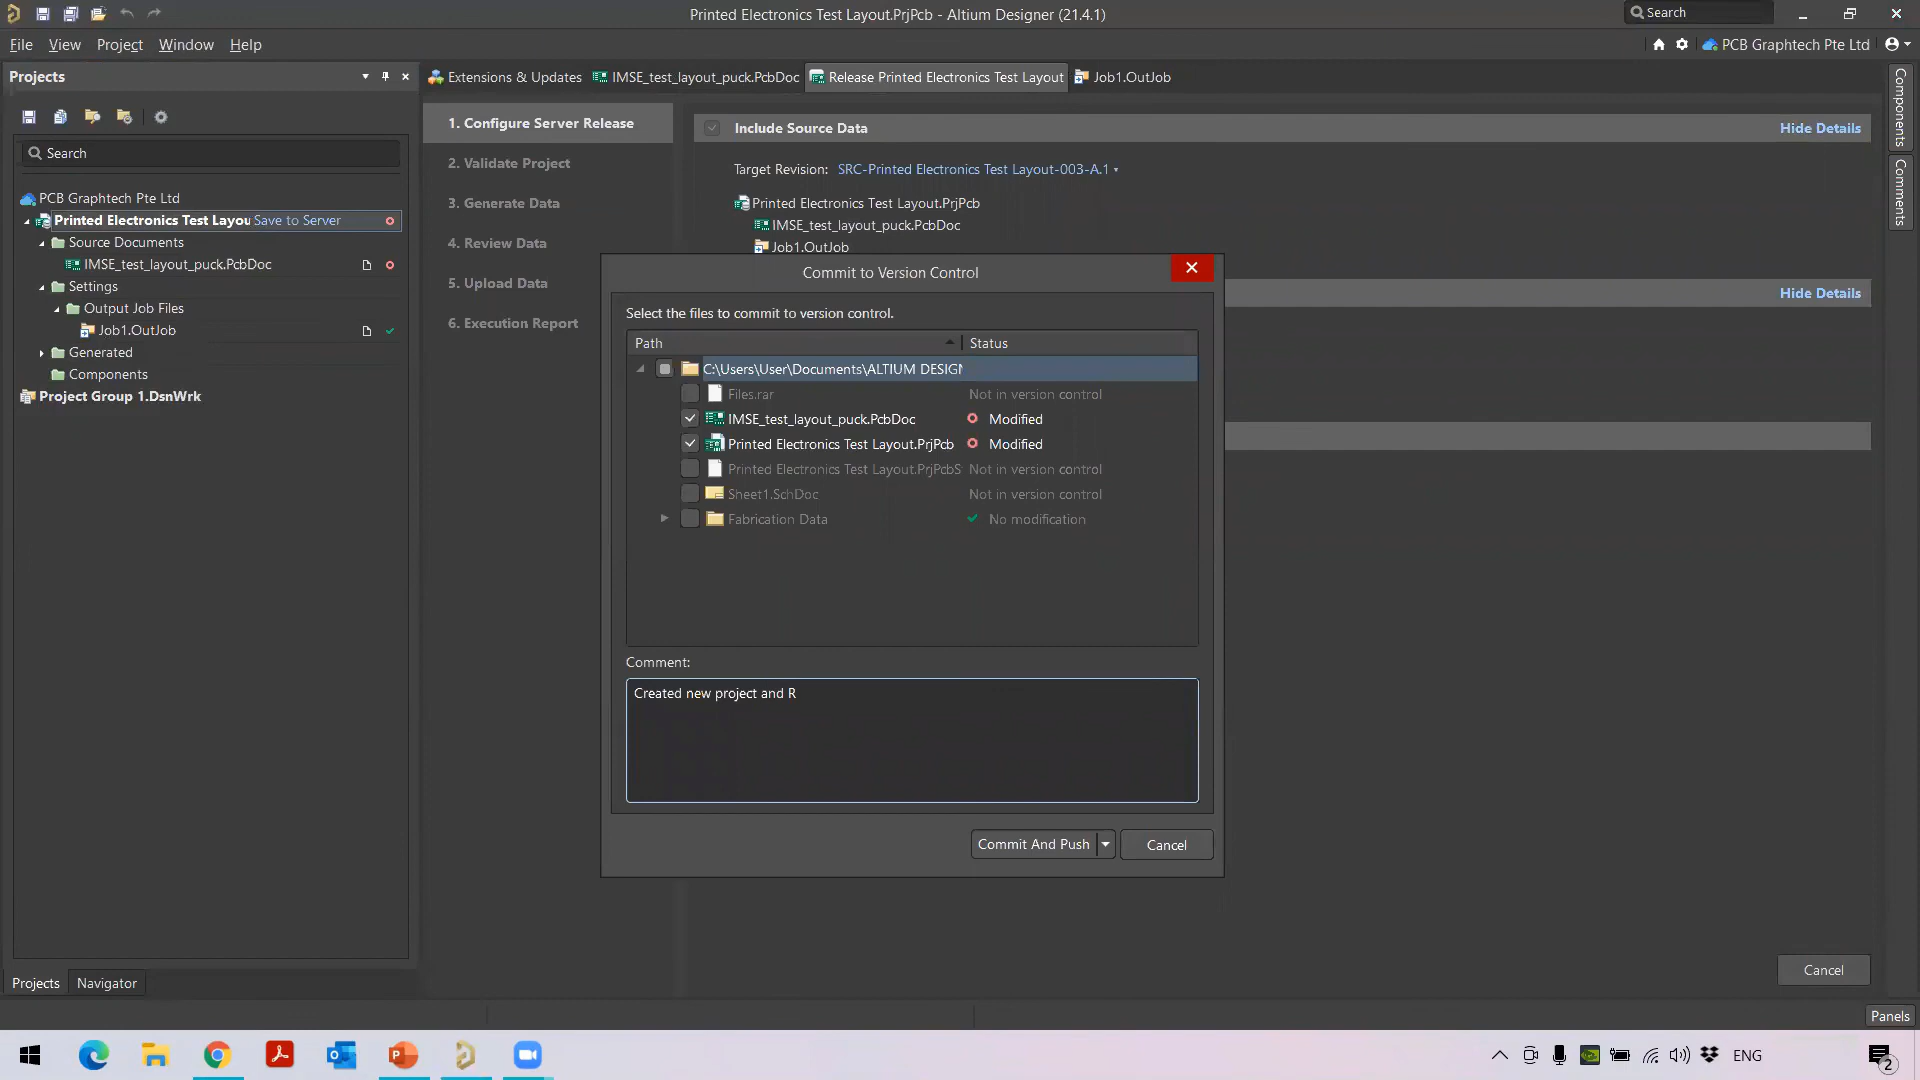 Printed Electronics Test Layout.PrjPcb - Altium Designer (21.4.1)
Search
File View Project Window Help
PCB Graphtech Pte Ltd
Projects
Extensions & Updates
IMSE_test_layout_puck.PcbDoc
Release Printed Electronics Test Layout
Job1.OutJob
Components
Comments
Search
PCB Graphtech Pte Ltd
Printed Electronics Test Layou Save to Server
Source Documents
IMSE_test_layout_puck.PcbDoc
Settings
Output Job Files
Job1.OutJob
Generated
Components
Project Group 1.DsnWrk
1. Configure Server Release
2. Validate Project
3. Generate Data
4. Review Data
5. Upload Data
6. Execution Report
Include Source Data
Hide Details
Target Revision: SRC-Printed Electronics Test Layout-003-A.1
Printed Electronics Test Layout.PrjPcb
IMSE_test_layout_puck.PcbDoc
Job1.OutJob
Hide Details
Commit to Version Control
Select the files to commit to version control.
Path Status
C:\Users\User\Documents\ALTIUM DESIGN
Files.rar Not in version control
IMSE_test_layout_puck.PcbDoc Modified
Printed Electronics Test Layout.PrjPcb Modified
Printed Electronics Test Layout.PrjPcbS Not in version control
Sheet1.SchDoc Not in version control
Fabrication Data No modification
Comment:
Created new project and R
Commit And Push
Cancel
Cancel
Projects Navigator
Panels
ENG
2